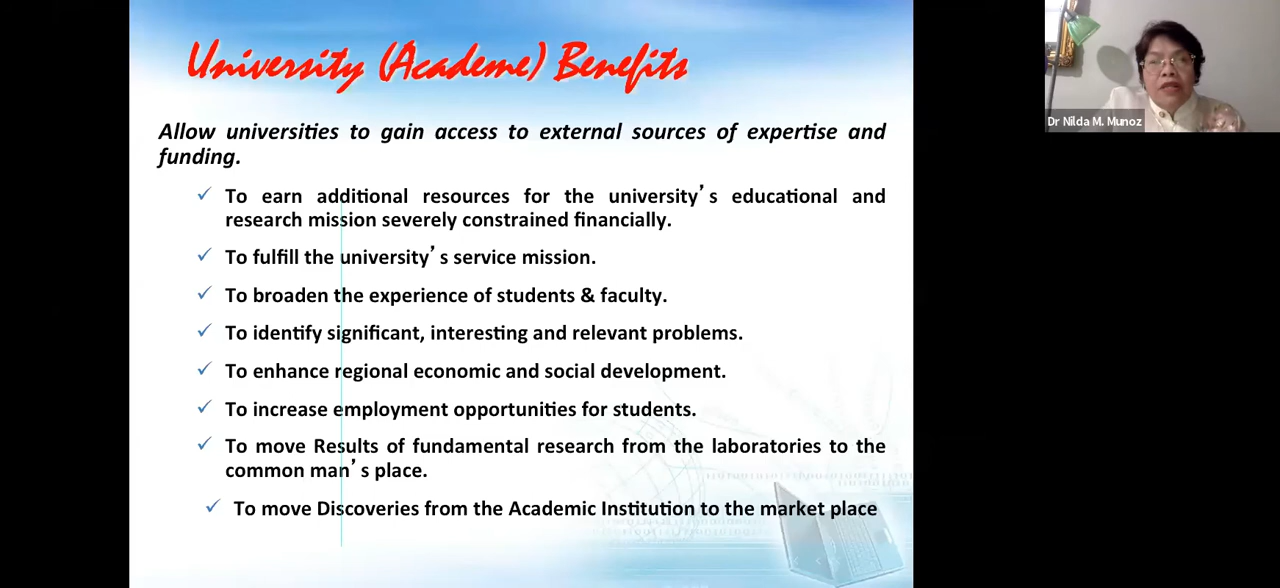 University (Academe) Benefits
Dr Nilda M. Munoz
Allow universities to gain access to external sources of expertise and
funding.
✓ To earn additional resources for the university's educational and
research mission severely constrained financially.
✓ To fulfill the university's service mission.
✓ To broaden the experience of students & faculty.
✓ To identify significant, interesting and relevant problems.
✓ To enhance regional economic and social development.
✓ To increase employment opportunities for students.
✓ To move Results of fundamental research from the laboratories to the
common man's place.
✓ To move Discoveries from the Academic Institution to the market place